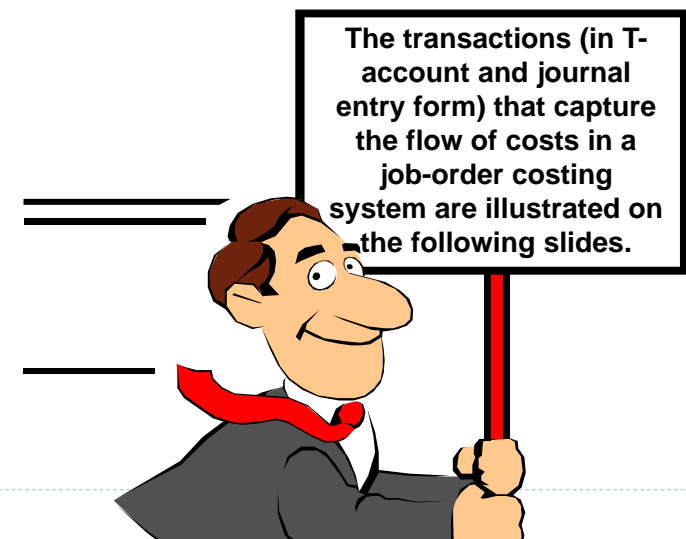 The transactions (in T-
account and journal
entry form) that capture
the flow of costs in a
job-order costing
system are illustrated on
the following slides.